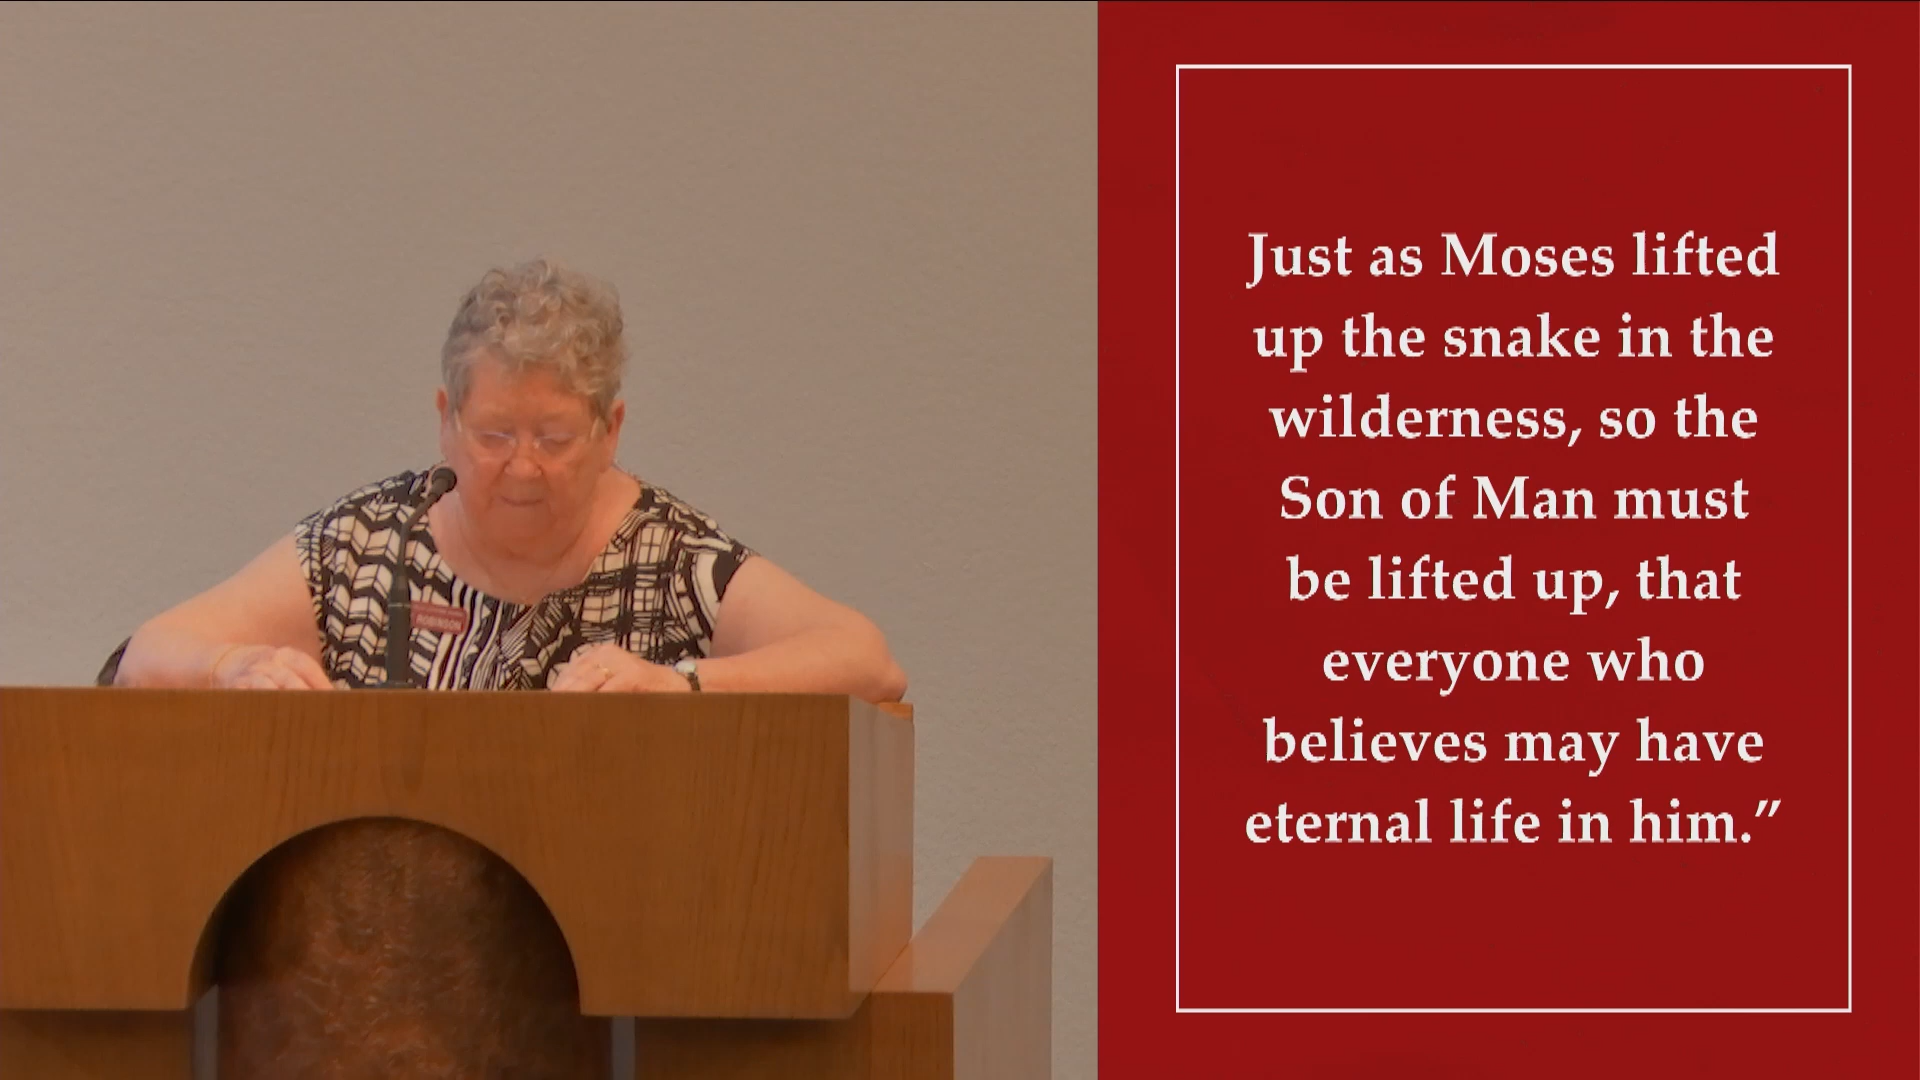 ROBINSON
Just as Moses lifted
up the snake in the
wilderness, so the
Son of Man must
be lifted up, that
everyone who
believes may have
eternal life in him.”